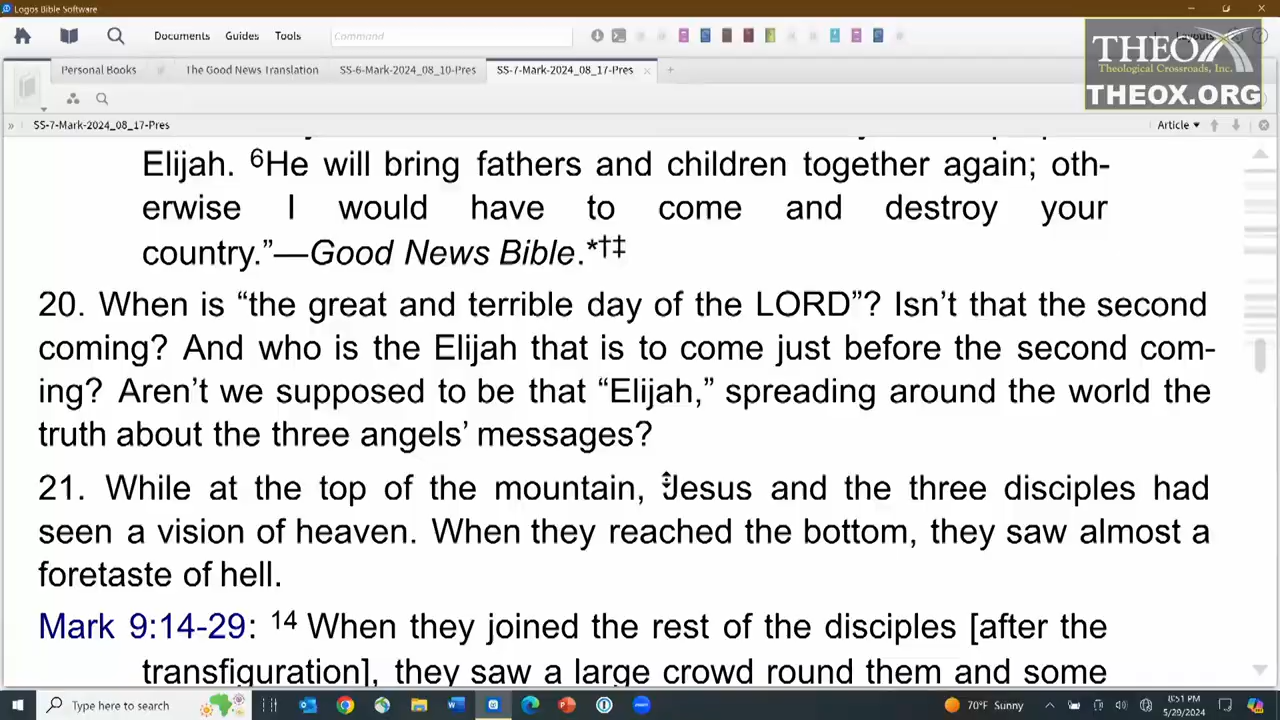 Logos Bible Software
Documents Guides Tools Command
THEOX
Theological Crossroads, Inc.
THEOX.ORG
Personal Books The Good News Translation SS-7-Mark-2024_08_17-Pres
SS-7-Mark-2024_08_17-Pres Article
Elijah. 6He will bring fathers and children together again; oth-
erwise I would have to come and destroy your
country.”—Good News Bible.*†‡
20. When is “the great and terrible day of the LORD”? Isn’t that the second
coming? And who is the Elijah that is to come just before the second com-
ing? Aren’t we supposed to be that “Elijah,” spreading around the world the
truth about the three angels’ messages?
21. While at the top of the mountain, Jesus and the three disciples had
seen a vision of heaven. When they reached the bottom, they saw almost a
foretaste of hell.
Mark 9:14-29: 14 When they joined the rest of the disciples [after the
transfiguration], they saw a large crowd round them and some
Type here to search 70°F Sunny 8:51 PM
5/29/2024